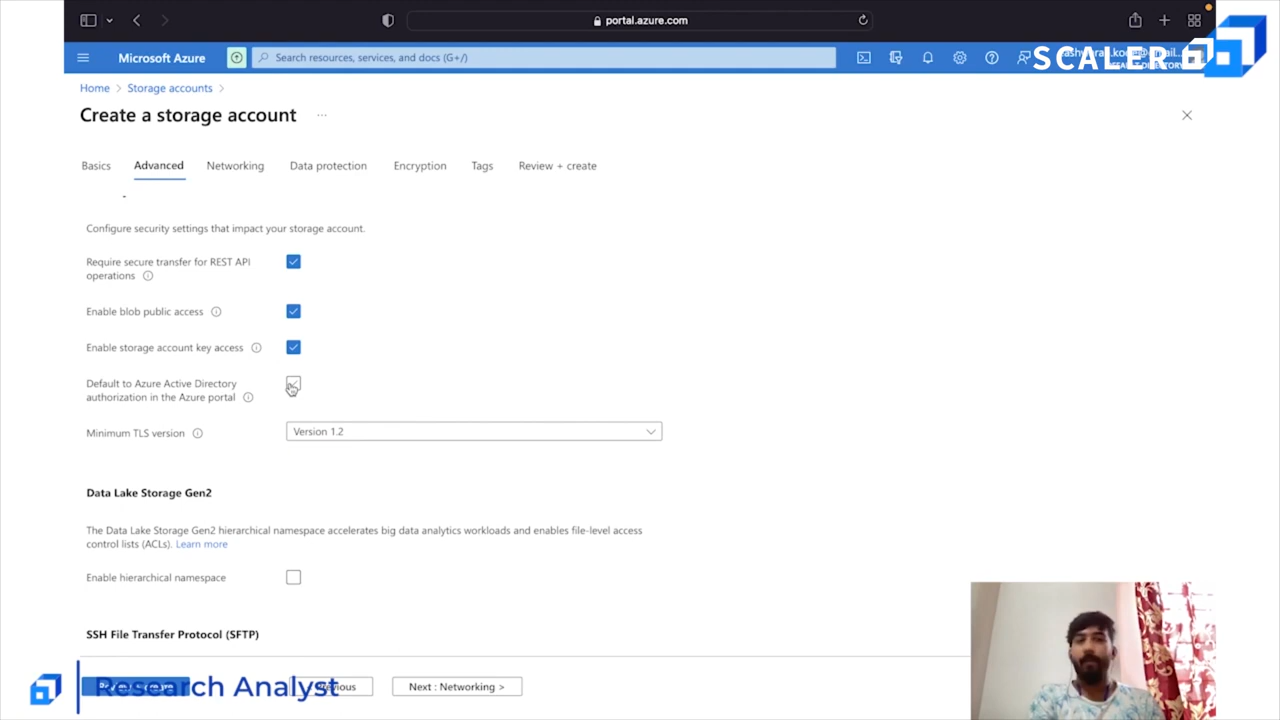 portal.azure.com
Microsoft Azure
Search resources, services, and docs (G+/)
SCALER
Home > Storage accounts >
Create a storage account ...
Basics Advanced Networking Data protection Encryption Tags Review + create
Configure security settings that impact your storage account.
Require secure transfer for REST API
operations
Enable blob public access
Enable storage account key access
Default to Azure Active Directory
authorization in the Azure portal
Minimum TLS version
Version 1.2
Data Lake Storage Gen2
The Data Lake Storage Gen2 hierarchical namespace accelerates big data analytics workloads and enables file-level access
control lists (ACLs). Learn more
Enable hierarchical namespace
SSH File Transfer Protocol (SFTP)
Research Analyst
Next : Networking >